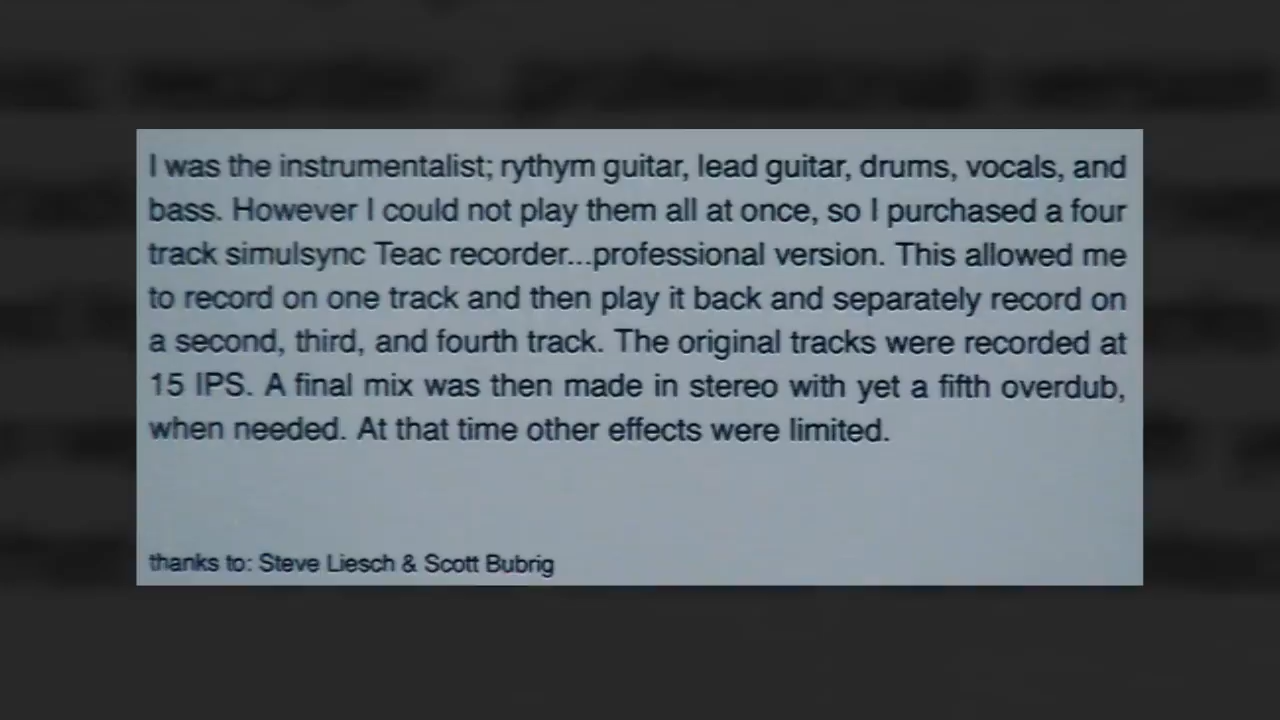 I was the instrumentalist; rythym guitar, lead guitar, drums, vocals, and
bass. However I could not play them all at once, so I purchased a four
track simulsync Teac recorder...professional version. This allowed me
to record on one track and then play it back and separately record on
a second, third, and fourth track. The original tracks were recorded at
15 IPS. A final mix was then made in stereo with yet a fifth overdub,
when needed. At that time other effects were limited.
thanks to: Steve Liesch & Scott Bubrig